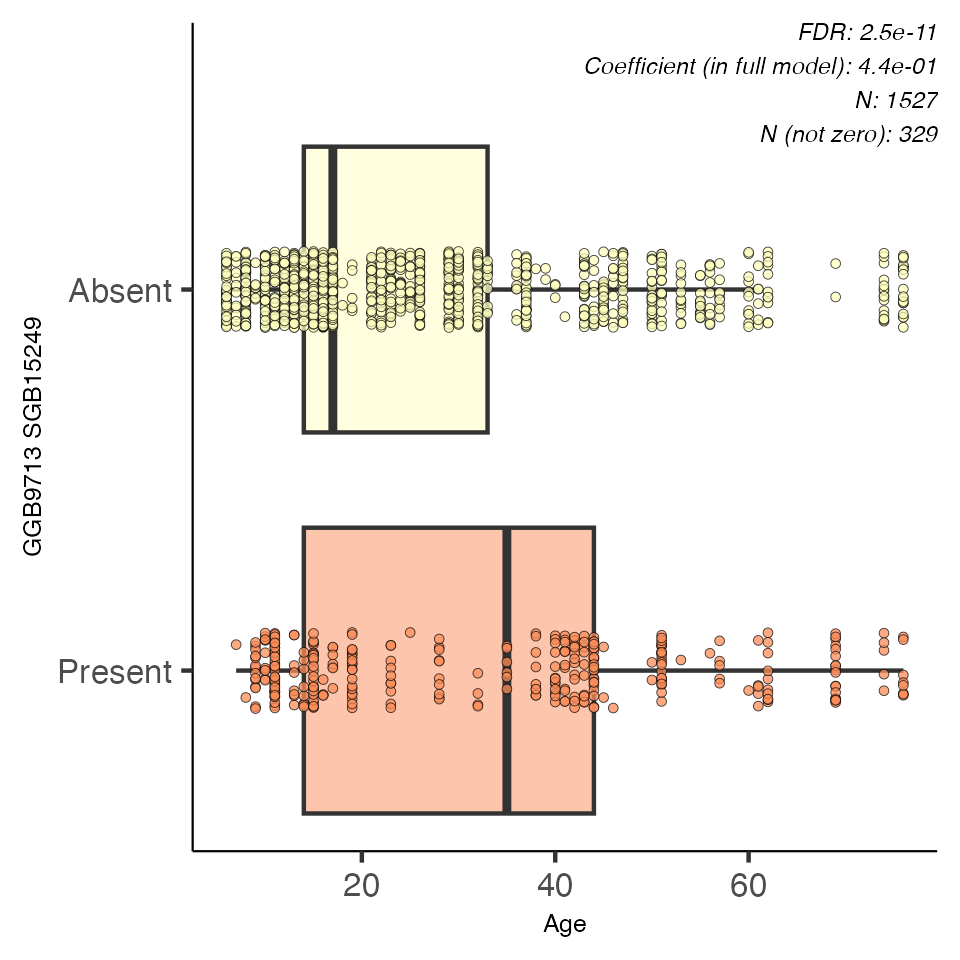 FDR: 2.5e-11
Coefficient (in full model): 4.4e-01
N: 1527
N (not zero): 329
Absent
Present
GGB9713 SGB15249
20 40 60
Age